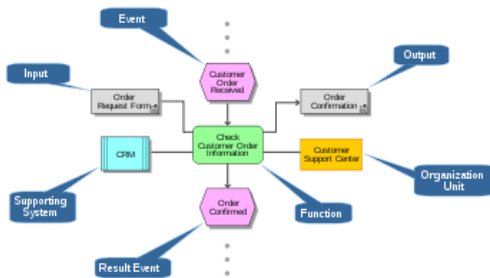 Event
Input
Output
Customer
Order
Received
Order
Request Form
Order
Confirmation
Check
Customer Order
Information
CRM
Customer
Support Center
Organization
Unit
Supporting
System
Order
Confirmed
Function
Result Event